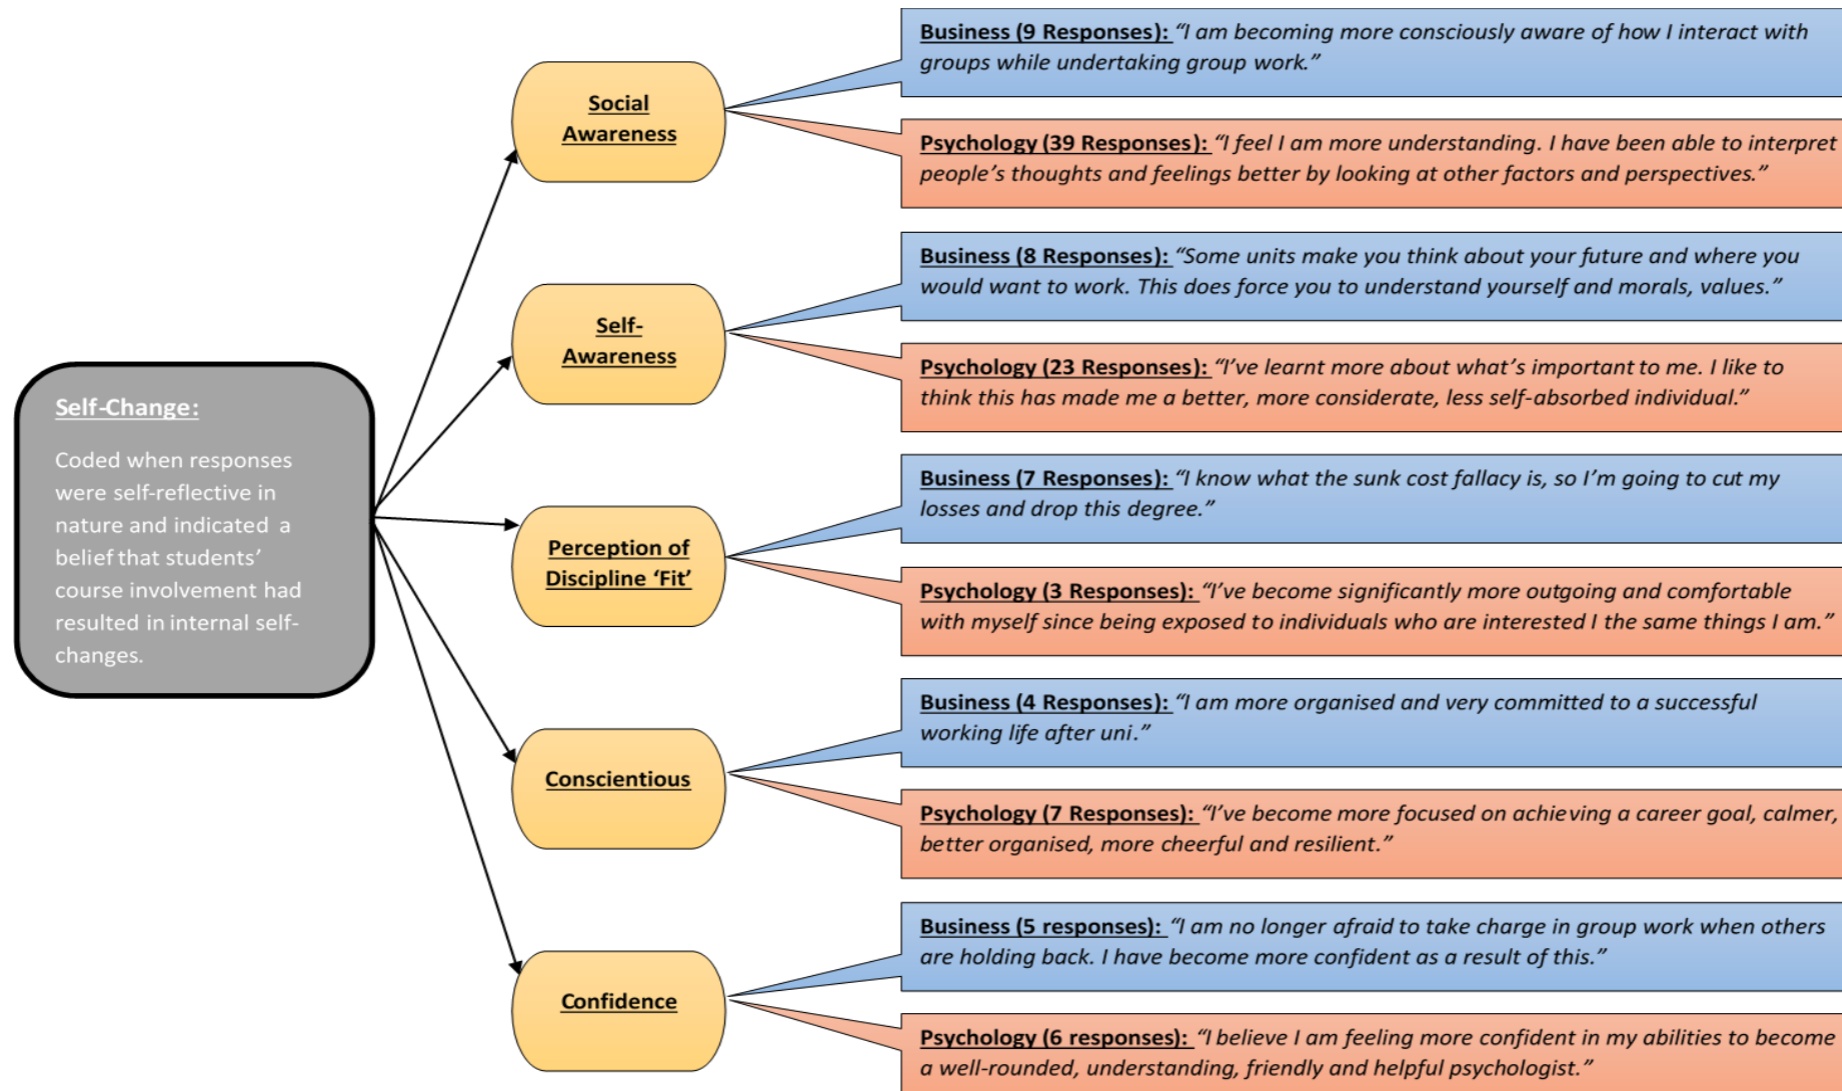 Self-Change:
Coded when responses
were self-reflective in
nature and indicated a
belief that students’
course involvement had
resulted in internal self-
changes.
Social
Awareness
Business (9 Responses): “I am becoming more consciously aware of how I interact with
groups while undertaking group work.”
Psychology (39 Responses): “I feel I am more understanding. I have been able to interpret
people’s thoughts and feelings better by looking at other factors and perspectives.”
Self-
Awareness
Business (8 Responses): “Some units make you think about your future and where you
would want to work. This does force you to understand yourself and morals, values.”
Psychology (23 Responses): “I’ve learnt more about what’s important to me. I like to
think this has made me a better, more considerate, less self-absorbed individual.”
Perception of
Discipline ‘Fit’
Business (7 Responses): “I know what the sunk cost fallacy is, so I’m going to cut my
losses and drop this degree.”
Psychology (3 Responses): “I’ve become significantly more outgoing and comfortable
with myself since being exposed to individuals who are interested I the same things I am.”
Conscientious
Business (4 Responses): “I am more organised and very committed to a successful
working life after uni.”
Psychology (7 Responses): “I’ve become more focused on achieving a career goal, calmer,
better organised, more cheerful and resilient.”
Confidence
Business (5 responses): “I am no longer afraid to take charge in group work when others
are holding back. I have become more confident as a result of this.”
Psychology (6 responses): “I believe I am feeling more confident in my abilities to become
a well-rounded, understanding, friendly and helpful psychologist.”